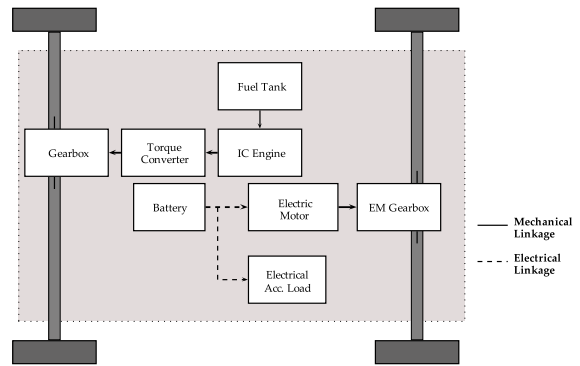 Fuel Tank
Gearbox
Torque
Converter
IC Engine
Battery
Electric
Motor
EM Gearbox
Electrical
Acc. Load
Mechanical
Linkage
Electrical
Linkage